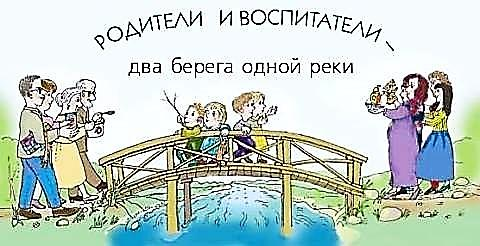 РОДИТЕЛИ И ВОСПИТАТЕЛИ –
два берега одной реки